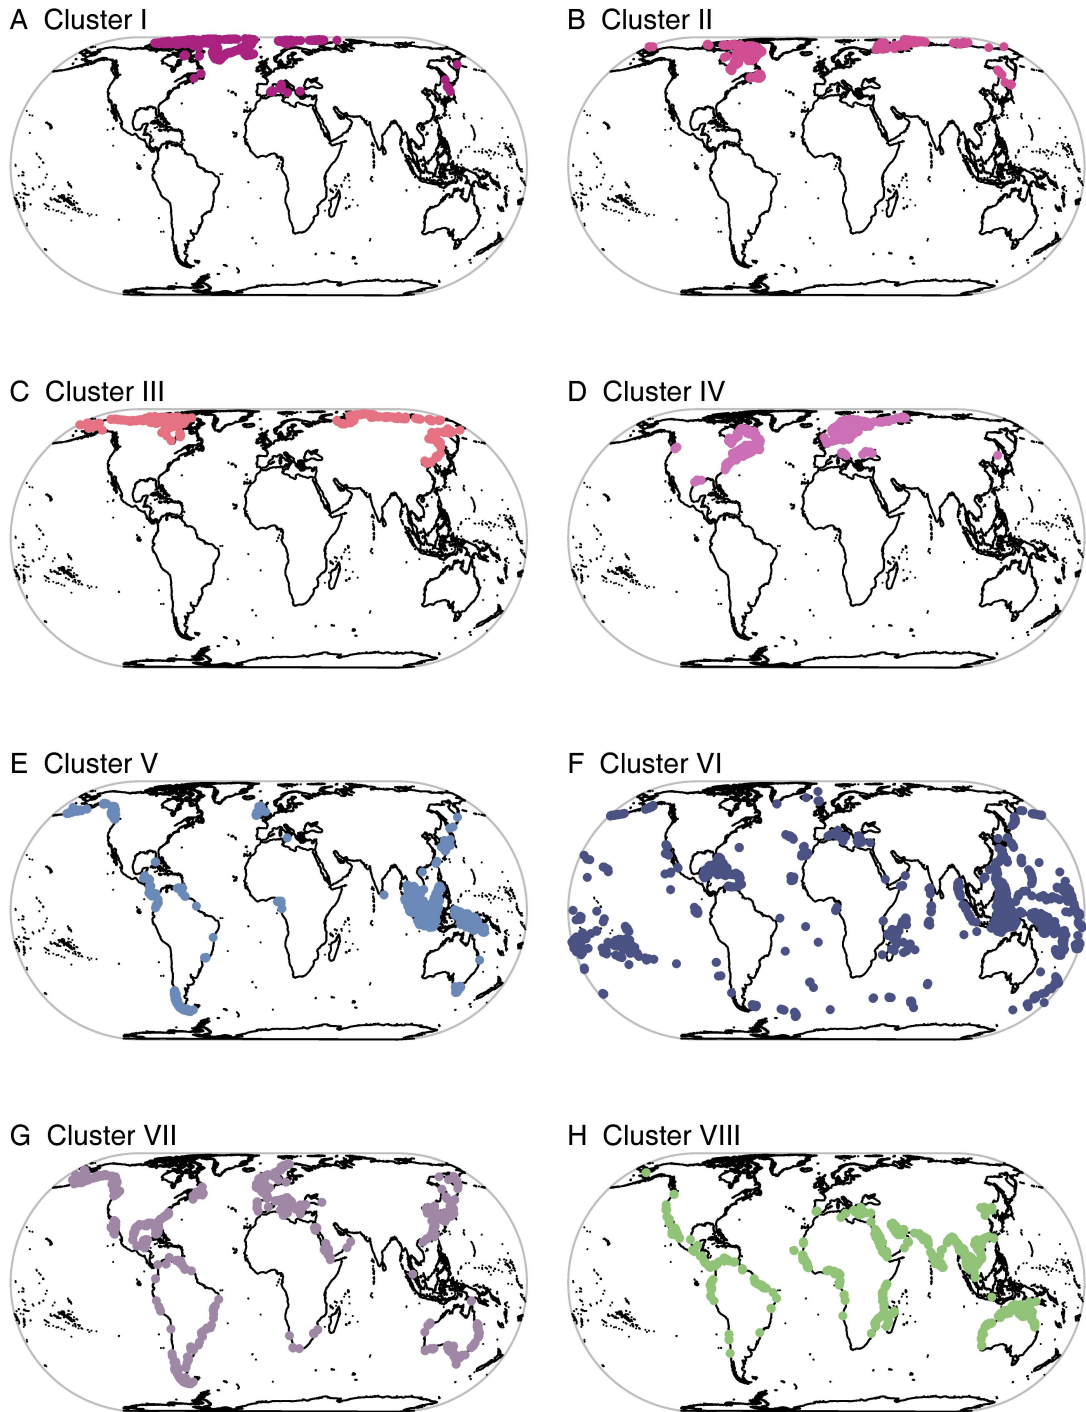 A Cluster I
B Cluster II
C Cluster III
D Cluster IV
E Cluster V
F Cluster VI
G Cluster VII
H Cluster VIII